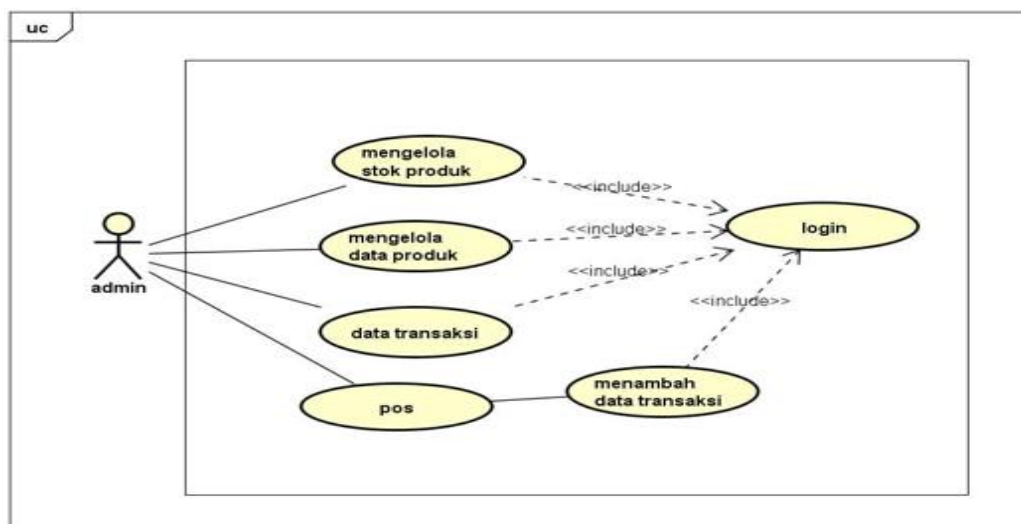 uc
mengelola
stok produk
<<include>>
login
mengelola
data produk
<<include>>
admin
<<include>>
data transaksi
<<include>>
menambah
data transaksi
pos